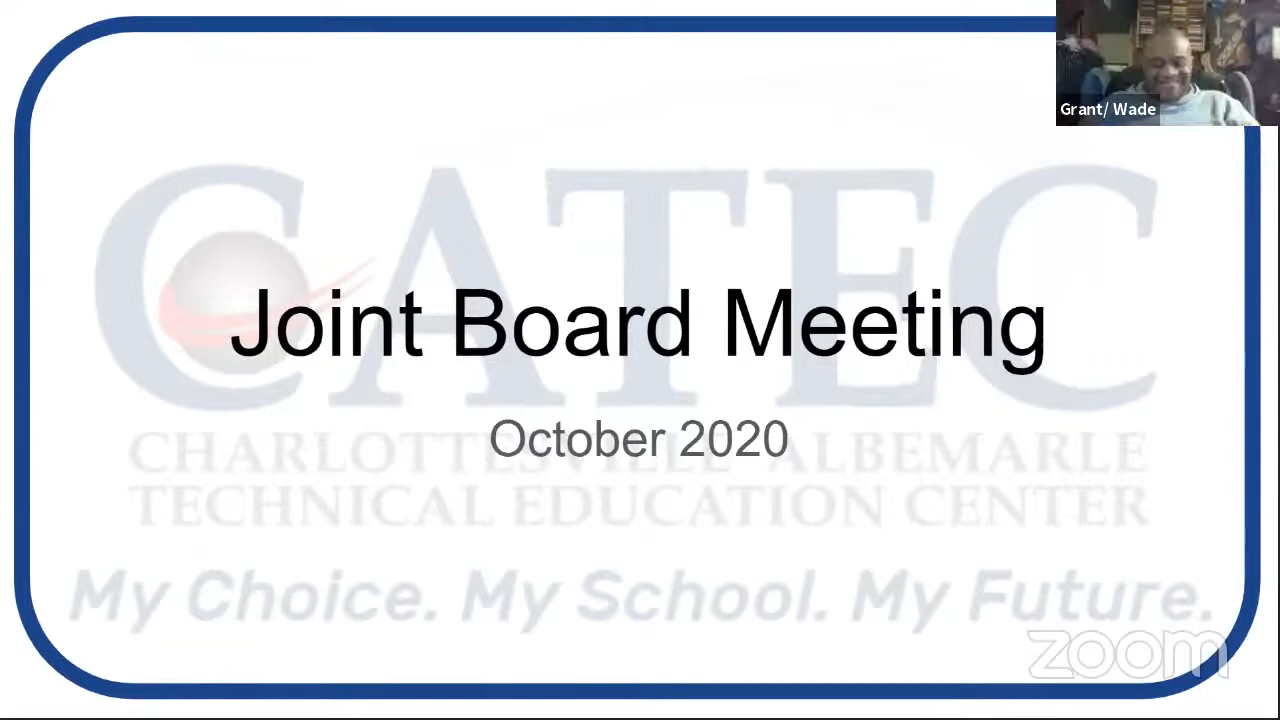 Grant/ Wade
CATEC
Joint Board Meeting
October 2020
CHARLOTTESVILLE ALBEMARLE
TECHNICAL EDUCATION CENTER
My Choice. My School. My Future.
zoom